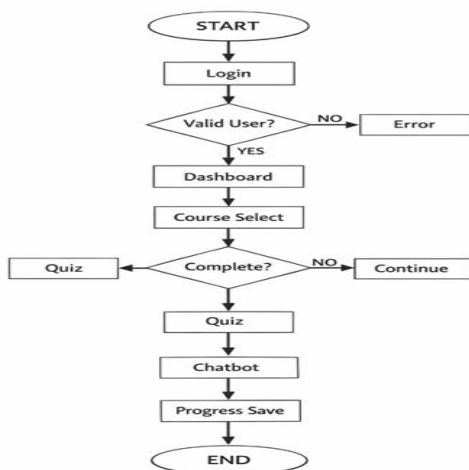 START
Login
Valid User?
NO
Error
YES
Dashboard
Course Select
Quiz
Complete?
NO
Continue
Quiz
Chatbot
Progress Save
END